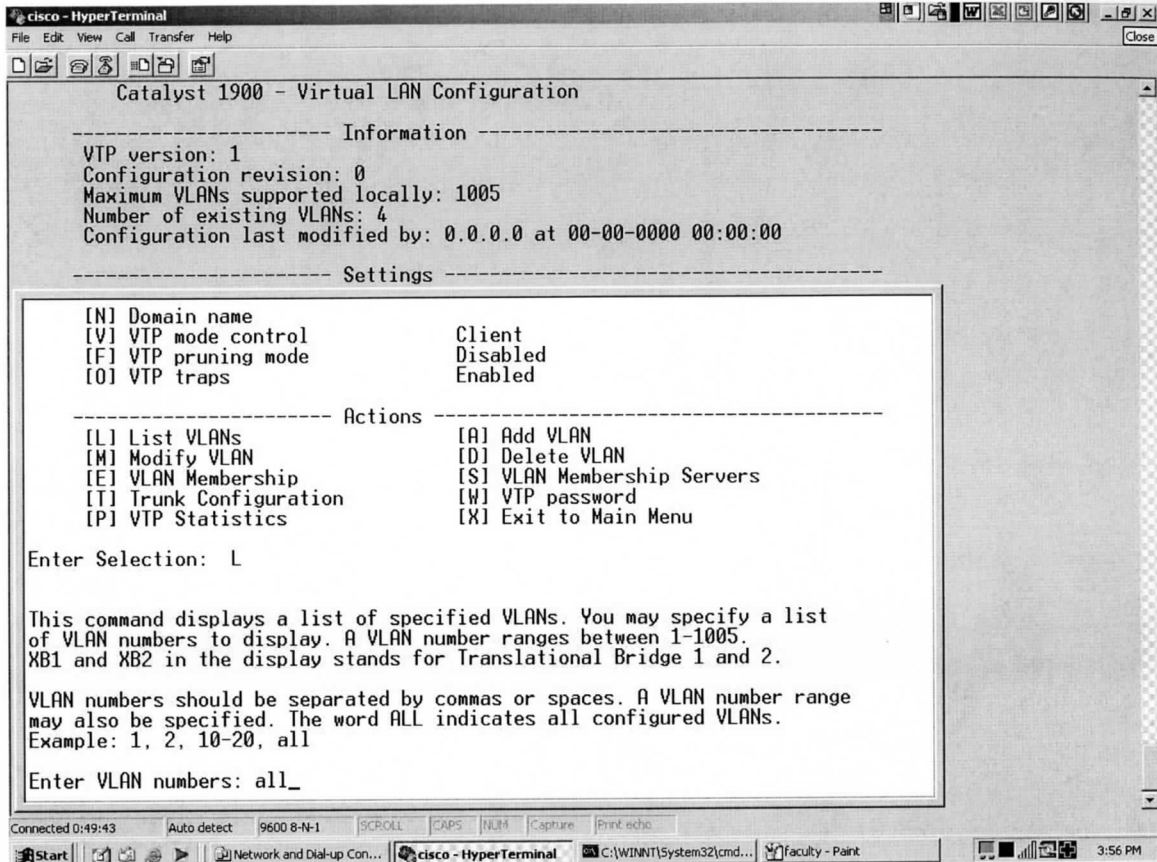 cisco - HyperTerminal
File Edit View Call Transfer Help
Close
Catalyst 1900 - Virtual LAN Configuration
----------------------- Information -----------------------------------
VTP version: 1
Configuration revision: 0
Maximum VLANs supported locally: 1005
Number of existing VLANs: 4
Configuration last modified by: 0.0.0.0 at 00-00-0000 00:00:00
----------------------- Settings --------------------------------------
[N] Domain name
[V] VTP mode control Client
[F] VTP pruning mode Disabled
[O] VTP traps Enabled
----------------------- Actions ---------------------------------------
[L] List VLANs [A] Add VLAN
[M] Modify VLAN [D] Delete VLAN
[E] VLAN Membership [S] VLAN Membership Servers
[T] Trunk Configuration [W] VTP password
[P] VTP Statistics [X] Exit to Main Menu
Enter Selection: L
This command displays a list of specified VLANs. You may specify a list
of VLAN numbers to display. A VLAN number ranges between 1-1005.
XB1 and XB2 in the display stands for Translational Bridge 1 and 2.
VLAN numbers should be separated by commas or spaces. A VLAN number range
may also be specified. The word ALL indicates all configured VLANs.
Example: 1, 2, 10-20, all
Enter VLAN numbers: all_
Connected 0:49:43 Auto detect 9600 8-N-1 SCROLL CAPS NUM Capture Print echo
Start Network and Dial-up Con... cisco - HyperTerminal C:\WINNT\System32\cmd... faculty - Paint 3:56 PM